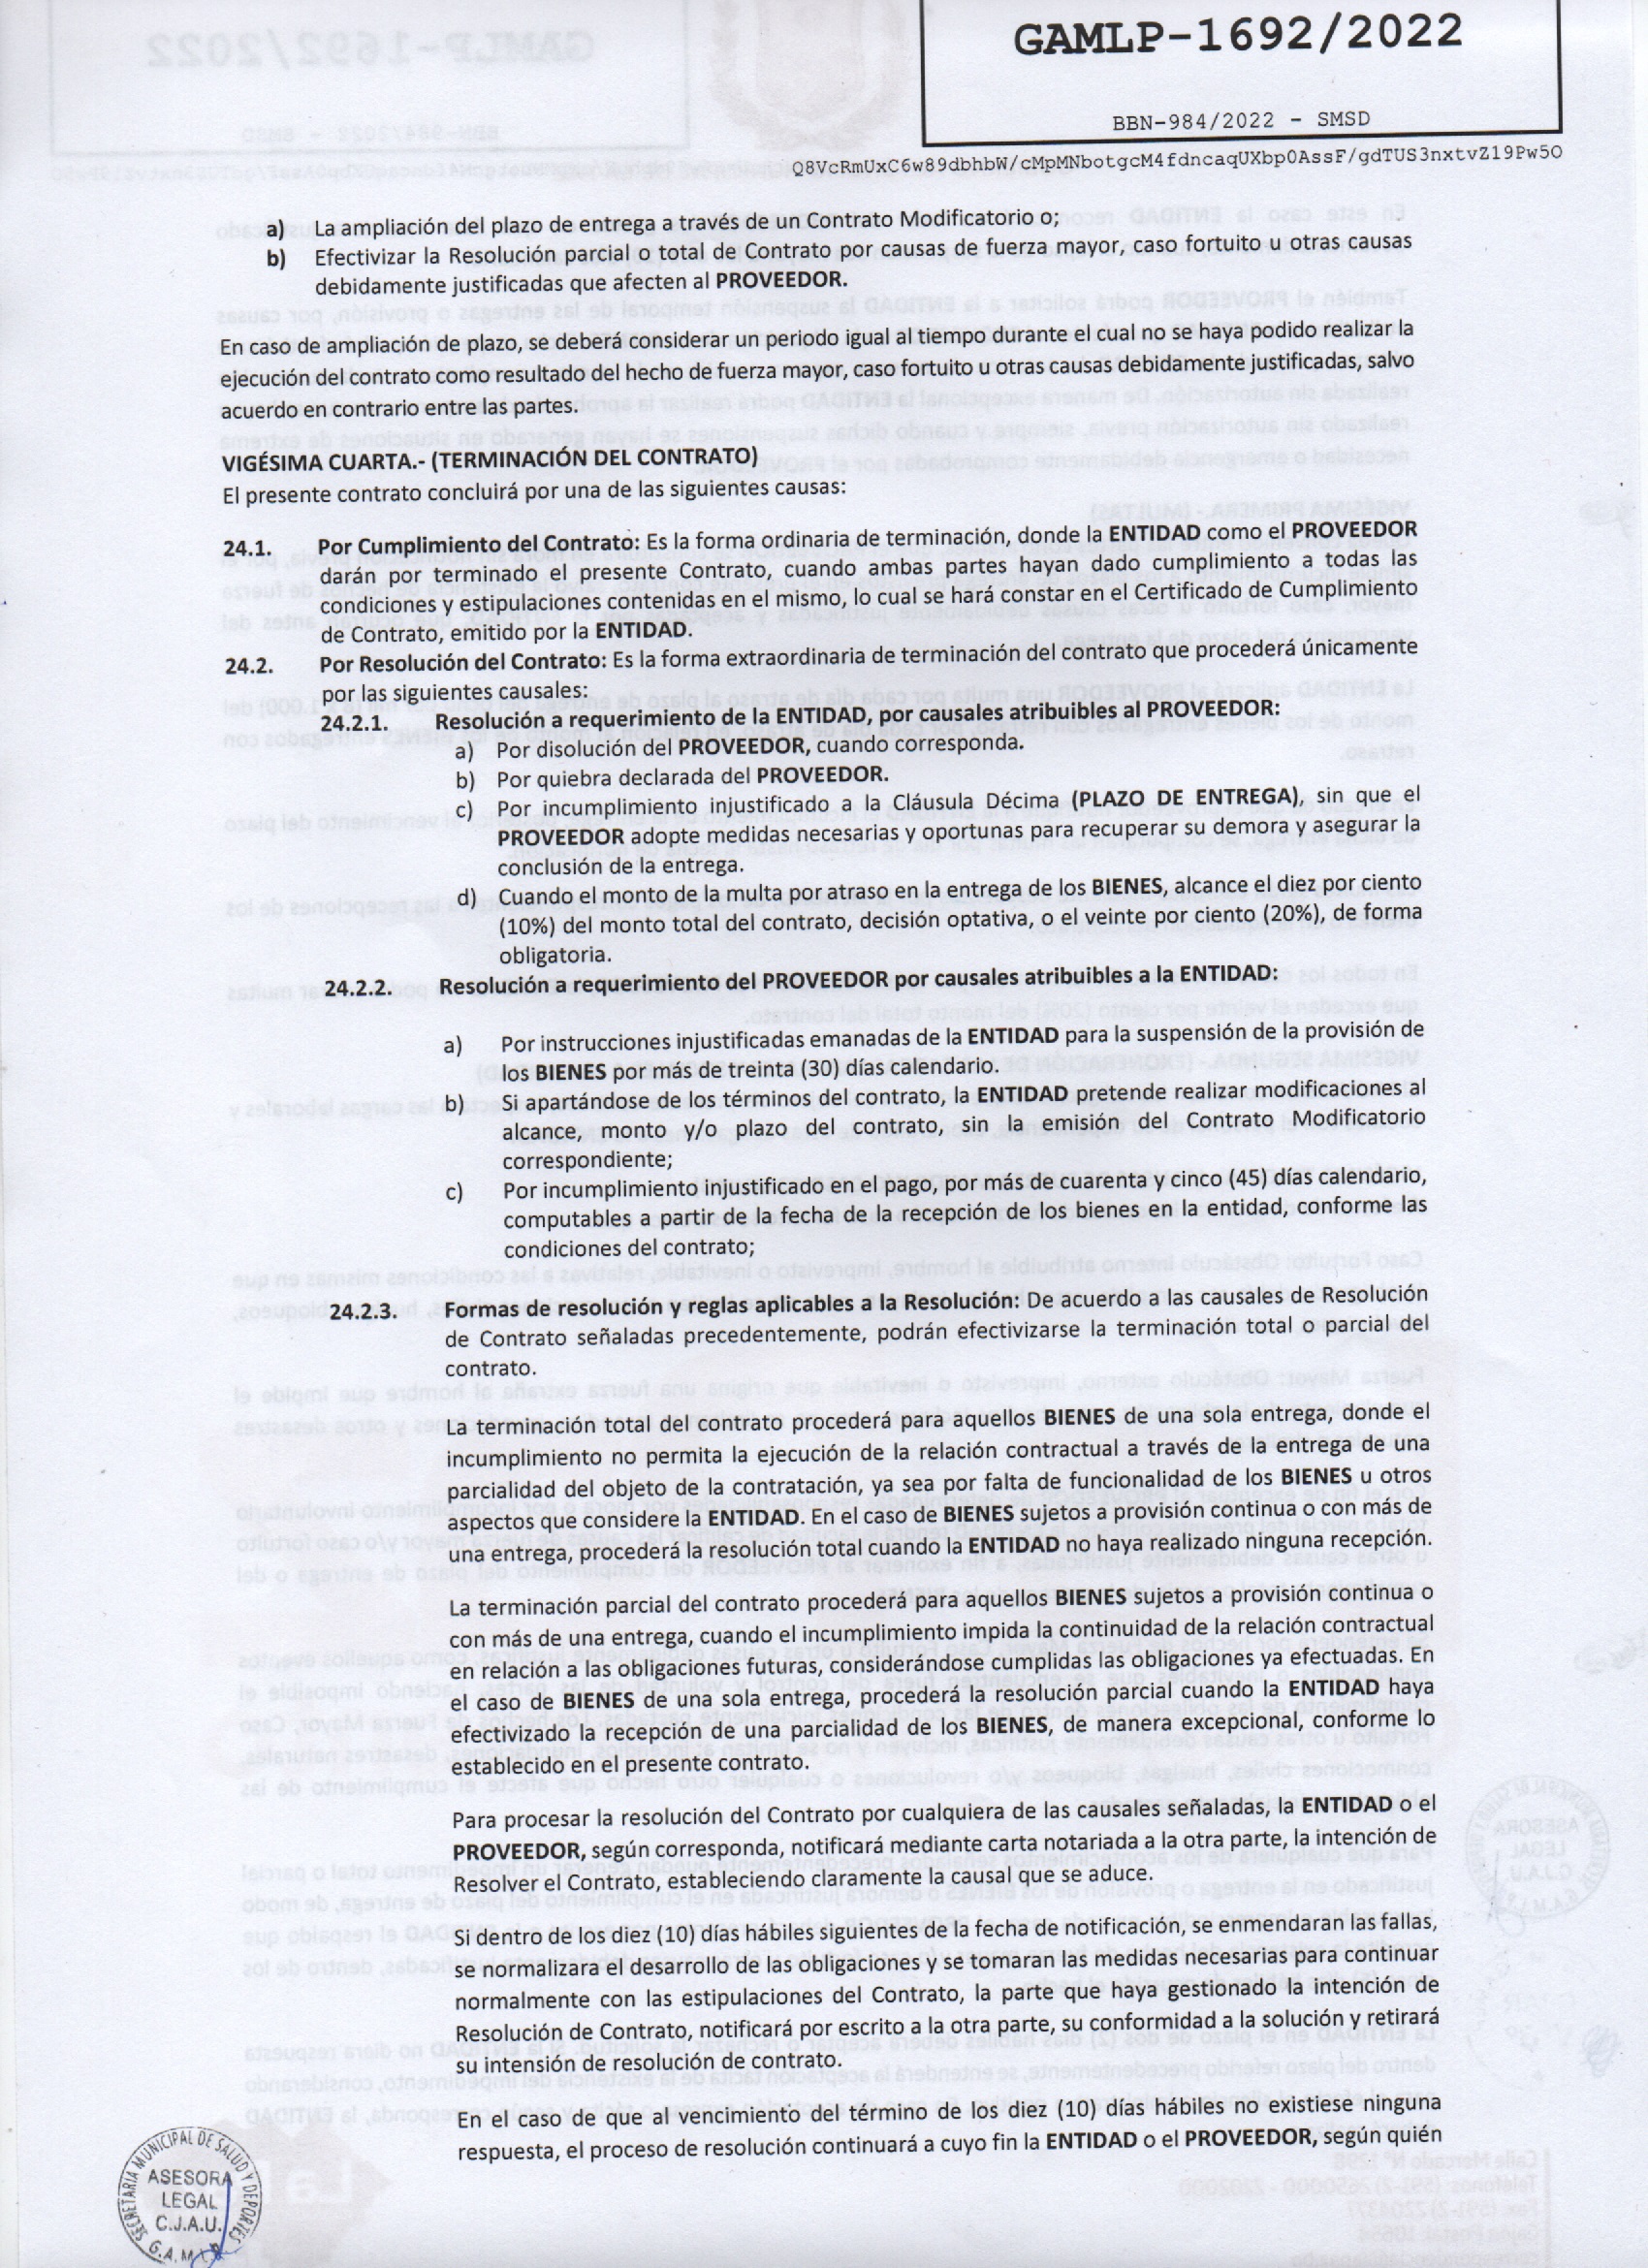 GAMLP-1692/2022
BBN-984/2022 - SMSD
Q8VcRmUxC6w89dbhbW/cMpMNbotgcM4fdncaqUXbp0AssF/gdTUS3nxtvZ19Pw5O
a) La ampliación del plazo de entrega a través de un Contrato Modificatorio o;
b) Efectivizar la Resolución parcial o total de Contrato por causas de fuerza mayor, caso fortuito u otras causas
debidamente justificadas que afecten al PROVEEDOR.
En caso de ampliación de plazo, se deberá considerar un periodo igual al tiempo durante el cual no se haya podido realizar la
ejecución del contrato como resultado del hecho de fuerza mayor, caso fortuito u otras causas debidamente justificadas, salvo
acuerdo en contrario entre las partes.
VIGÉSIMA CUARTA.- (TERMINACIÓN DEL CONTRATO)
El presente contrato concluirá por una de las siguientes causas:
24.1. Por Cumplimiento del Contrato: Es la forma ordinaria de terminación, donde la ENTIDAD como el PROVEEDOR
darán por terminado el presente Contrato, cuando ambas partes hayan dado cumplimiento a todas las
condiciones y estipulaciones contenidas en el mismo, lo cual se hará constar en el Certificado de Cumplimiento
de Contrato, emitido por la ENTIDAD.
24.2. Por Resolución del Contrato: Es la forma extraordinaria de terminación del contrato que procederá únicamente
por las siguientes causales:
24.2.1. Resolución a requerimiento de la ENTIDAD, por causales atribuibles al PROVEEDOR:
a) Por disolución del PROVEEDOR, cuando corresponda.
b) Por quiebra declarada del PROVEEDOR.
c) Por incumplimiento injustificado a la Cláusula Décima (PLAZO DE ENTREGA), sin que el
PROVEEDOR adopte medidas necesarias y oportunas para recuperar su demora y asegurar la
conclusión de la entrega.
d) Cuando el monto de la multa por atraso en la entrega de los BIENES, alcance el diez por ciento
(10%) del monto total del contrato, decisión optativa, o el veinte por ciento (20%), de forma
obligatoria.
24.2.2. Resolución a requerimiento del PROVEEDOR por causales atribuibles a la ENTIDAD:
a) Por instrucciones injustificadas emanadas de la ENTIDAD para la suspensión de la provisión de
los BIENES por más de treinta (30) días calendario.
b) Si apartándose de los términos del contrato, la ENTIDAD pretende realizar modificaciones al
alcance, monto y/o plazo del contrato, sin la emisión del Contrato Modificatorio
correspondiente;
c) Por incumplimiento injustificado en el pago, por más de cuarenta y cinco (45) días calendario,
computables a partir de la fecha de la recepción de los bienes en la entidad, conforme las
condiciones del contrato;
24.2.3. Formas de resolución y reglas aplicables a la Resolución: De acuerdo a las causales de Resolución
de Contrato señaladas precedentemente, podrán efectivizarse la terminación total o parcial del
contrato.
La terminación total del contrato procederá para aquellos BIENES de una sola entrega, donde el
incumplimiento no permita la ejecución de la relación contractual a través de la entrega de una
parcialidad del objeto de la contratación, ya sea por falta de funcionalidad de los BIENES u otros
aspectos que considere la ENTIDAD. En el caso de BIENES sujetos a provisión continua o con más de
una entrega, procederá la resolución total cuando la ENTIDAD no haya realizado ninguna recepción.
La terminación parcial del contrato procederá para aquellos BIENES sujetos a provisión continua o
con más de una entrega, cuando el incumplimiento impida la continuidad de la relación contractual
en relación a las obligaciones futuras, considerándose cumplidas las obligaciones ya efectuadas. En
el caso de BIENES de una sola entrega, procederá la resolución parcial cuando la ENTIDAD haya
efectivizado la recepción de una parcialidad de los BIENES, de manera excepcional, conforme lo
establecido en el presente contrato.
Para procesar la resolución del Contrato por cualquiera de las causales señaladas, la ENTIDAD o el
PROVEEDOR, según corresponda, notificará mediante carta notariada a la otra parte, la intención de
Resolver el Contrato, estableciendo claramente la causal que se aduce.
Si dentro de los diez (10) días hábiles siguientes de la fecha de notificación, se enmendaran las fallas,
se normalizara el desarrollo de las obligaciones y se tomaran las medidas necesarias para continuar
normalmente con las estipulaciones del Contrato, la parte que haya gestionado la intención de
Resolución de Contrato, notificará por escrito a la otra parte, su conformidad a la solución y retirará
su intensión de resolución de contrato.
En el caso de que al vencimiento del término de los diez (10) días hábiles no existiese ninguna
respuesta, el proceso de resolución continuará a cuyo fin la ENTIDAD o el PROVEEDOR, según quién
SECRETARIA MUNICIPAL DE SALUD Y DEPORTES
ASESORA
LEGAL
C.J.A.U.
G.A.M.L.P.